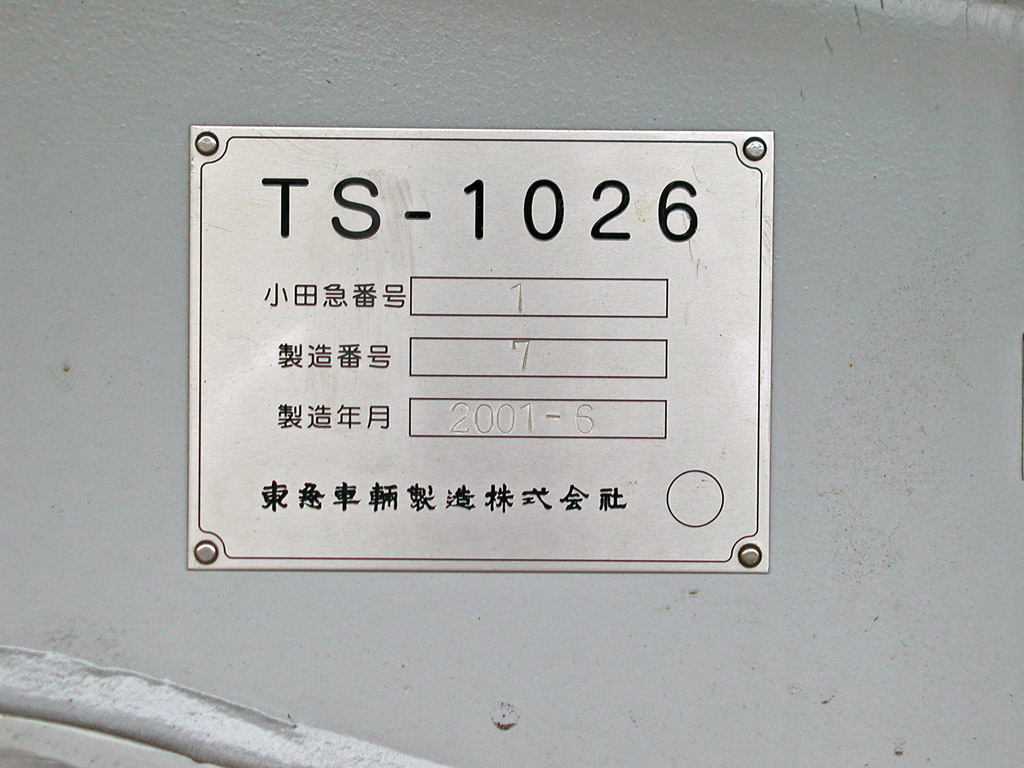 TS-1026
小田急番号 1
製造番号 7
製造年月 2001-6
東急車輛製造株式会社